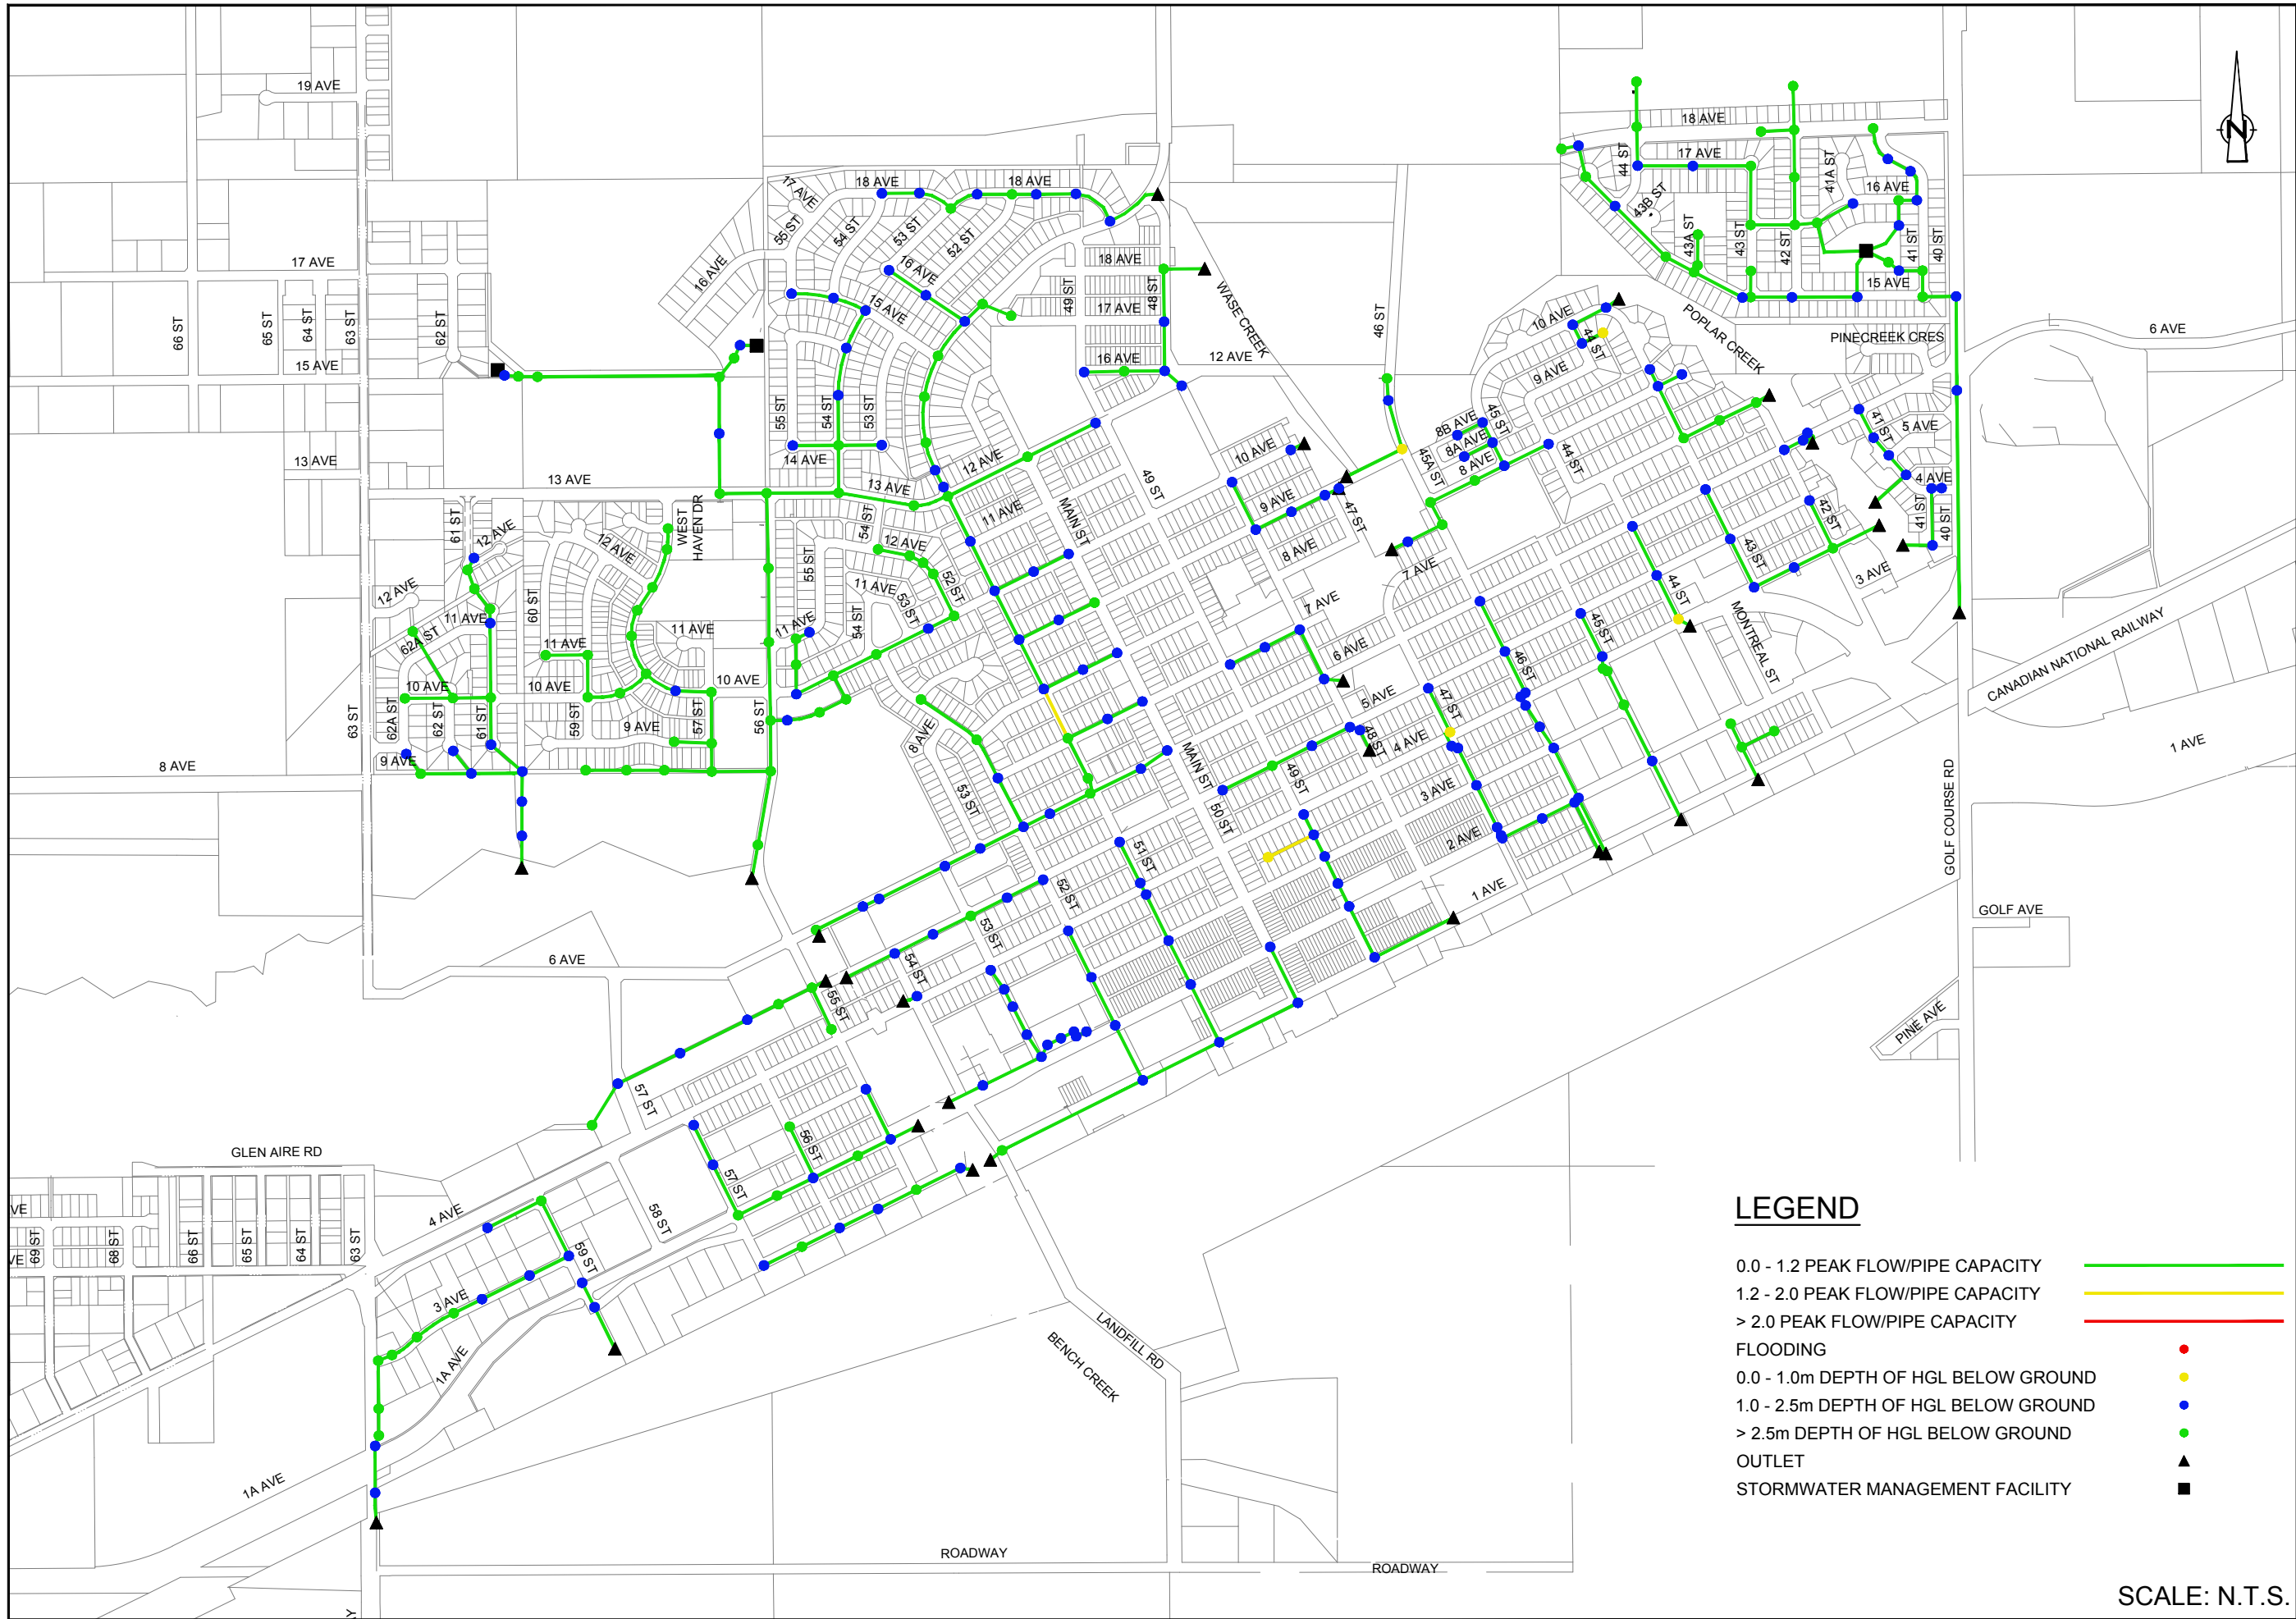 19 AVE
18 AVE
17 AVE
44 ST
41A ST
16 AVE
43B ST
43A ST
43 ST
42 ST
41 ST
40 ST
15 AVE
N
17 AVE
18 AVE
18 AVE
55 ST
54 ST
53 ST
52 ST
16 AVE
16 AVE
15 AVE
49 ST
18 AVE
48 ST
17 AVE
16 AVE
WASE CREEK
12 AVE
46 ST
17 AVE
66 ST
65 ST
64 ST
63 ST
62 ST
15 AVE
13 AVE
13 AVE
55 ST
54 ST
53 ST
14 AVE
13 AVE
12 AVE
11 AVE
MAIN ST
49 ST
10 AVE
9 AVE
8 AVE
47 ST
10 AVE
44 ST
9 AVE
45 ST
8B AVE
8A AVE
8 AVE
45A ST
44 ST
POPLAR CREEK
PINECREEK CRES
6 AVE
41 ST
5 AVE
4 AVE
41 ST
40 ST
42 ST
43 ST
3 AVE
44 ST
MONTREAL ST
45 ST
46 ST
7 AVE
7 AVE
6 AVE
5 AVE
47 ST
48 ST
4 AVE
3 AVE
2 AVE
1 AVE
49 ST
MAIN ST
50 ST
51 ST
52 ST
53 ST
54 ST
55 ST
61 ST
12 AVE
12 AVE
12 AVE
WEST
HAVEN DR
54 ST
12 AVE
55 ST
11 AVE
53 ST
52 ST
54 ST
11 AVE
11 AVE
62A ST
60 ST
11 AVE
11 AVE
10 AVE
10 AVE
10 AVE
63 ST
62A ST
62 ST
61 ST
59 ST
9 AVE
57 ST
56 ST
9 AVE
8 AVE
8 AVE
53 ST
6 AVE
CANADIAN NATIONAL RAILWAY
1 AVE
GOLF COURSE RD
GOLF AVE
PINE AVE
57 ST
56 ST
57 ST
58 ST
59 ST
GLEN AIRE RD
4 AVE
3 AVE
1A AVE
1A AVE
VE
VE
69 ST
68 ST
66 ST
65 ST
64 ST
63 ST
LANDFILL RD
BENCH CREEK
ROADWAY
ROADWAY
LEGEND
0.0 - 1.2 PEAK FLOW/PIPE CAPACITY
1.2 - 2.0 PEAK FLOW/PIPE CAPACITY
> 2.0 PEAK FLOW/PIPE CAPACITY
FLOODING
0.0 - 1.0m DEPTH OF HGL BELOW GROUND
1.0 - 2.5m DEPTH OF HGL BELOW GROUND
> 2.5m DEPTH OF HGL BELOW GROUND
OUTLET
STORMWATER MANAGEMENT FACILITY
SCALE: N.T.S.